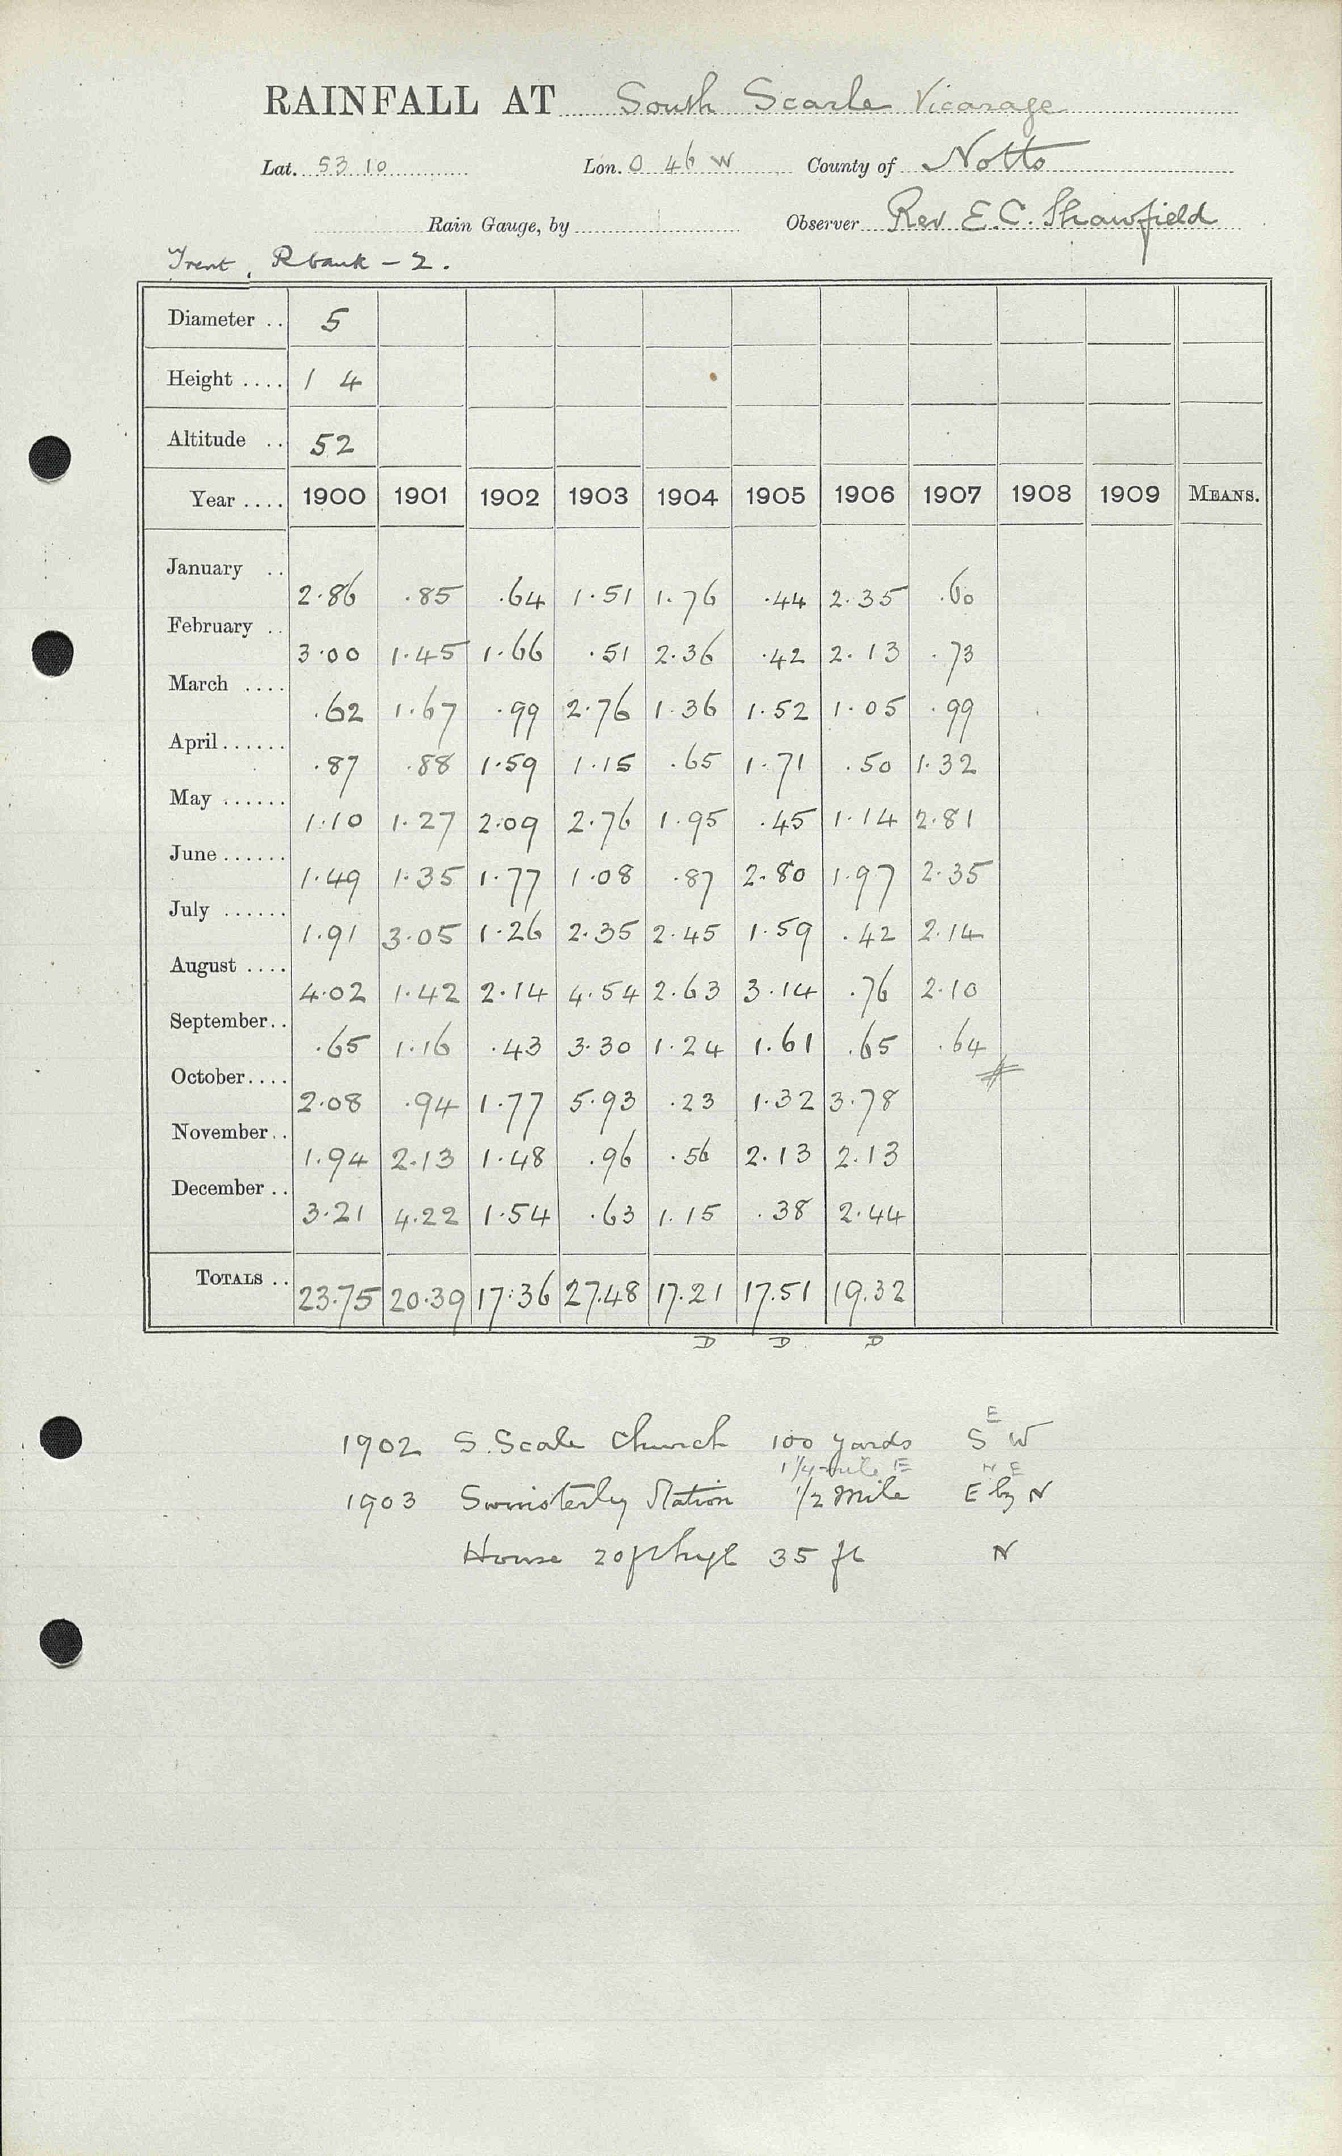 RAINFALL AT South Scarle Vicarage
Lat. 53 10 Lon. 0 46 W County of Notts
Rain Gauge, by Observer Rev E.C. Shawfield
Trent, R bank - 2.
Diameter .. 5
Height .... 1 4
Altitude .. 52
Year .... 1900 1901 1902 1903 1904 1905 1906 1907 1908 1909 MEANS.
January .. 2.86 .85 .64 1.51 1.76 .44 2.35 .60
February .. 3.00 1.45 1.66 .51 2.36 .42 2.13 .73
March .... .62 1.67 .99 2.76 1.36 1.52 1.05 .99
April ...... .87 .88 1.59 1.15 .65 1.71 .50 1.32
May ...... 1.10 1.27 2.09 2.76 1.95 .45 1.14 2.81
June ...... 1.49 1.35 1.77 1.08 .87 2.80 1.97 2.35
July ...... 1.91 3.05 1.26 2.35 2.45 1.59 .42 2.14
August .... 4.02 1.42 2.14 4.54 2.63 3.14 .76 2.10
September.. .65 1.16 .43 3.30 1.24 1.61 .65 .64
October.... 2.08 .94 1.77 5.93 .23 1.32 3.78
November.. 1.94 2.13 1.48 .96 .56 2.13 2.13
December .. 3.21 4.22 1.54 .63 1.15 .38 2.44
TOTALS .. 23.75 20.39 17.36 27.48 17.21 17.51 19.32
D D D
E
1902 S. Scale Church 100 yards S W
1 1/4 mile E N E
1903 Station 1/2 Mile E by N
House 20ft high 35 ft N